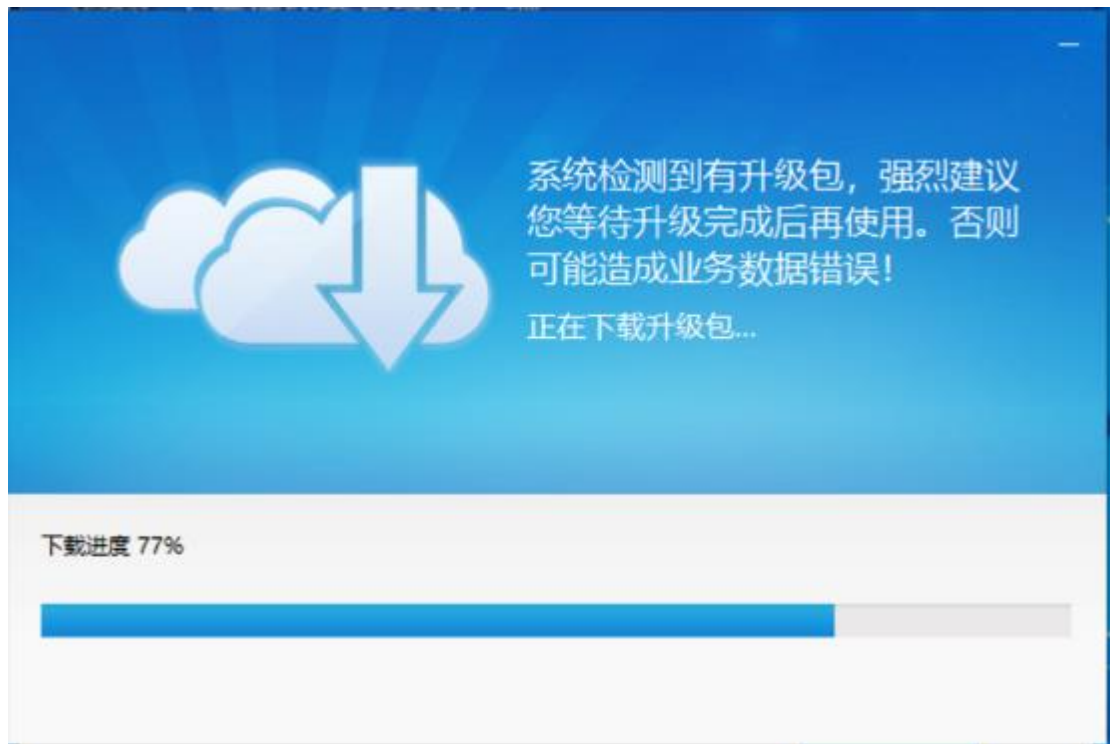 系统检测到有升级包，强烈建议
您等待升级完成后再使用。否则
可能造成业务数据错误！
正在下载升级包...
下载进度 77%